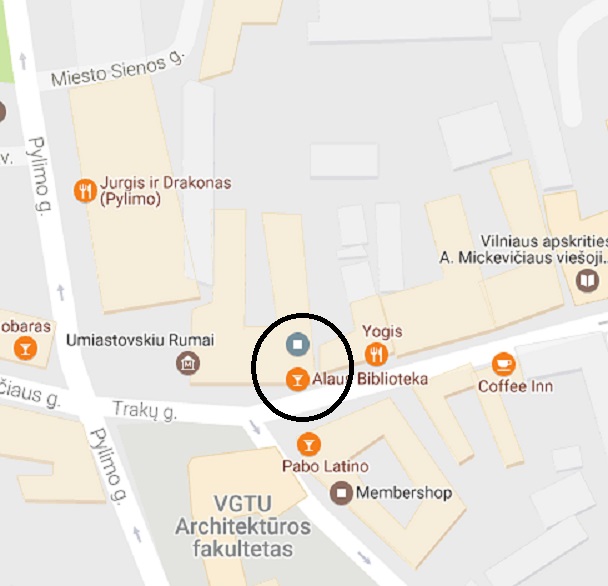 Miesto Sienos g.
Pylimo g.
v.
Jurgis ir Drakonas
(Pylimo)
Vilniaus apskrities
A. Mickevičiaus viešoji..
obaras
Umiastovskiu Rumai
Yogis
Alaus Biblioteka
Coffee Inn
čiaus g.
Trakų g.
Pylimo g.
Pabo Latino
Membershop
VGTU
Architektūros
fakultetas